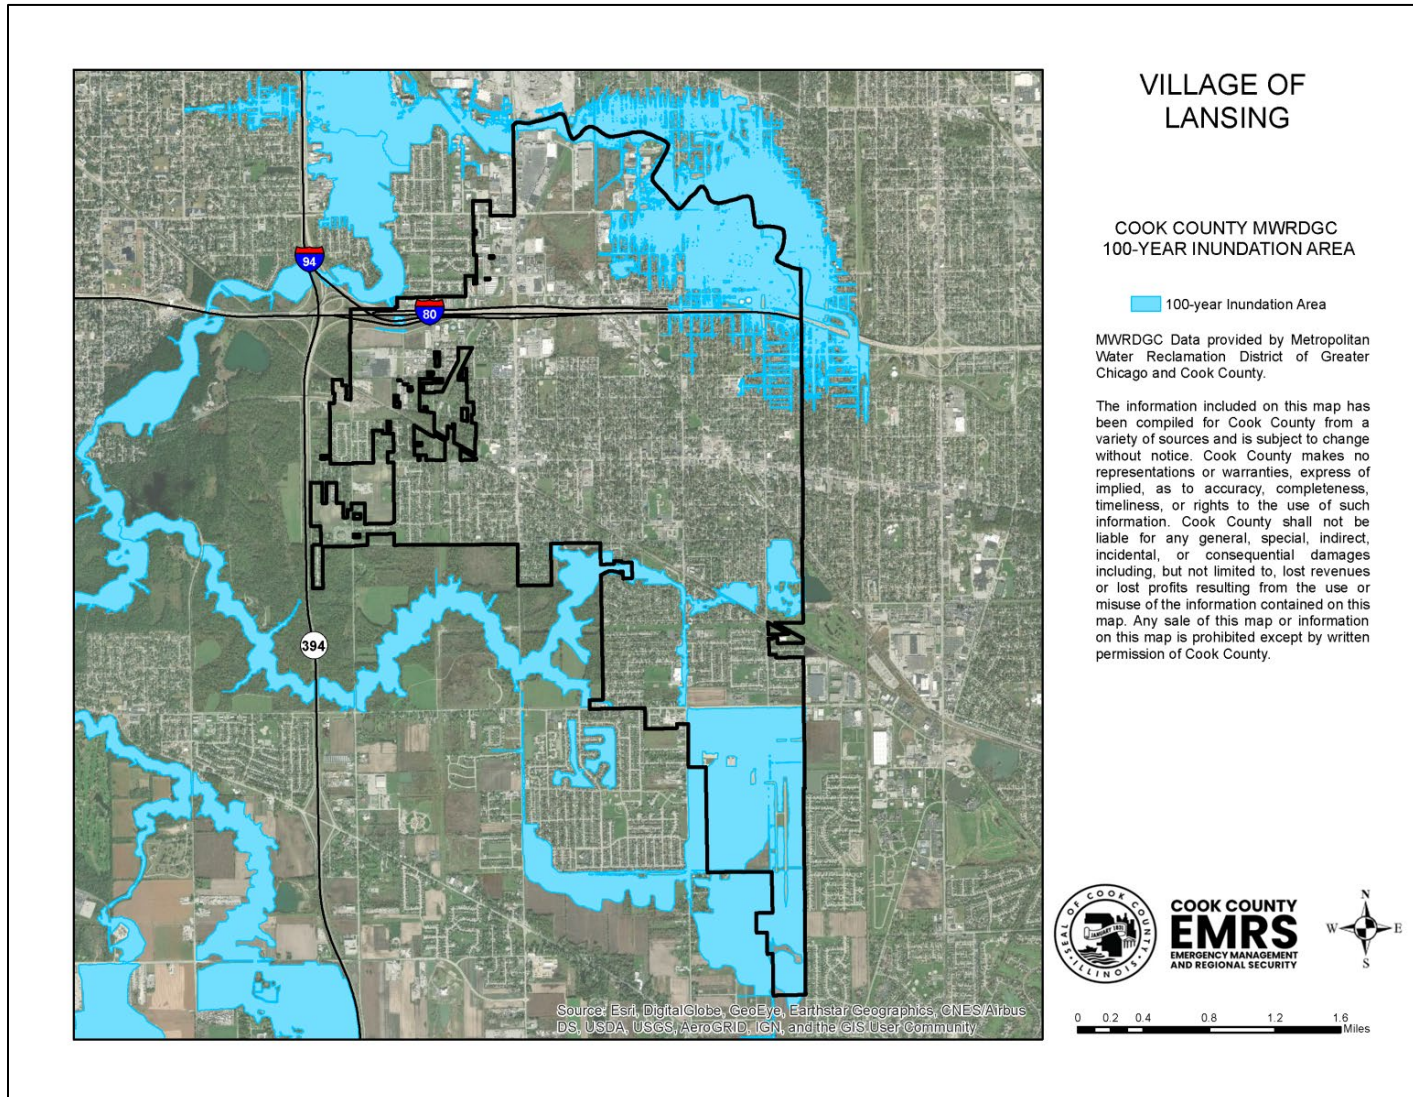 VILLAGE OF
LANSING
COOK COUNTY MWRDGC
100-YEAR INUNDATION AREA
100-year Inundation Area
MWRDGC Data provided by Metropolitan
Water Reclamation District of Greater
Chicago and Cook County.
The information included on this map has
been compiled for Cook County from a
variety of sources and is subject to change
without notice. Cook County makes no
representations or warranties, express of
implied, as to accuracy, completeness,
timeliness, or rights to the use of such
information. Cook County shall not be
liable for any general, special, indirect,
incidental, or consequential damages
including, but not limited to, lost revenues
or lost profits resulting from the use or
misuse of the information contained on this
map. Any sale of this map or information
on this map is prohibited except by written
permission of Cook County.
94
80
394
Source: Esri, DigitalGlobe, GeoEye, Earthstar Geographics, CNES/Airbus
DS, USDA, USGS, AeroGRID, IGN, and the GIS User Community
SEAL OF COOK COUNTY
JANUARY 1831
ILLINOIS
COOK COUNTY
EMRS
EMERGENCY MANAGEMENT
AND REGIONAL SECURITY
N
W E
S
0 0.2 0.4 0.8 1.2 1.6
Miles